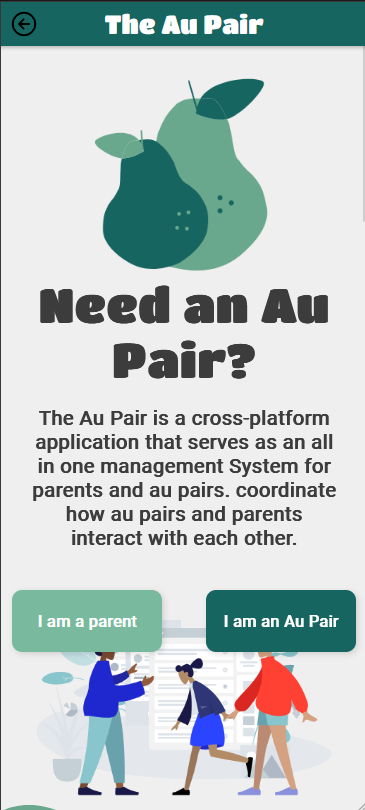 The Au Pair
Need an Au
Pair?
The Au Pair is a cross-platform
application that serves as an all
in one management System for
parents and au pairs. coordinate
how au pairs and parents
interact with each other.
I am a parent
I am an Au Pair